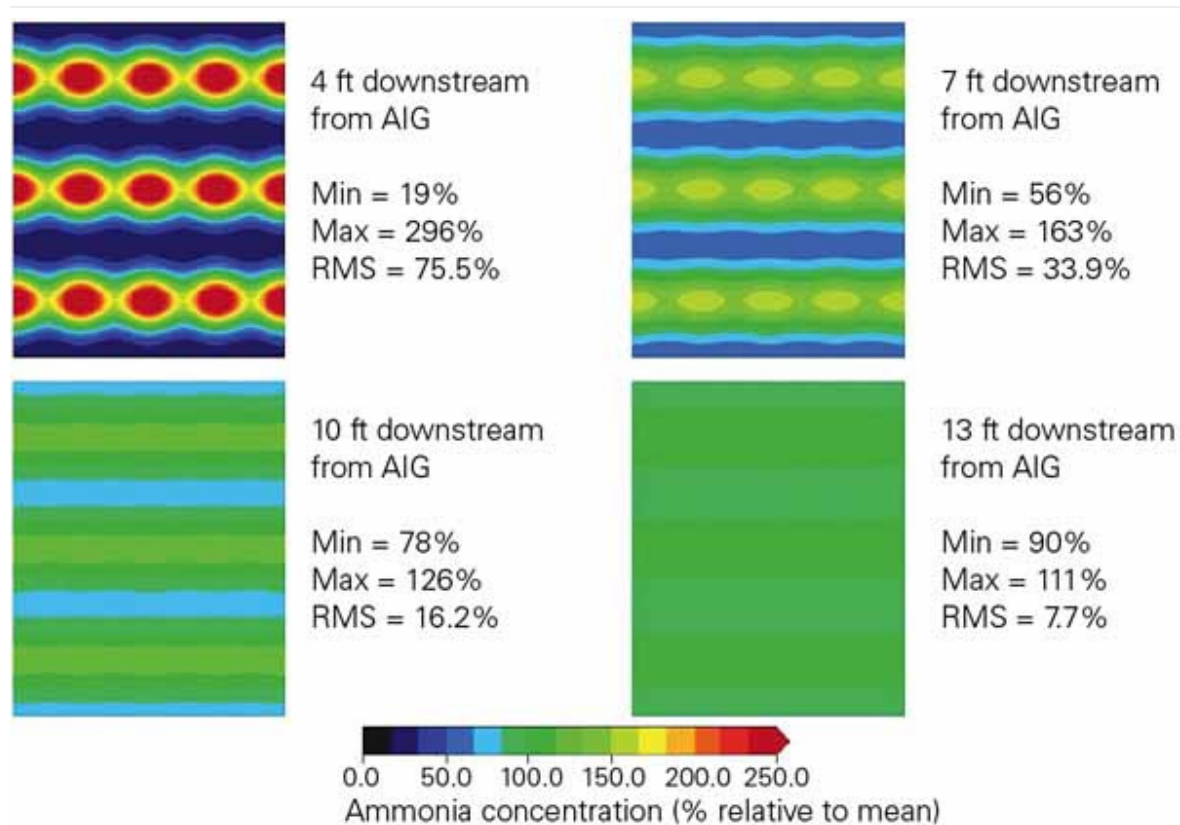 4 ft downstream
from AIG
Min = 19%
Max = 296%
RMS = 75.5%
7 ft downstream
from AIG
Min = 56%
Max = 163%
RMS = 33.9%
10 ft downstream
from AIG
Min = 78%
Max = 126%
RMS = 16.2%
13 ft downstream
from AIG
Min = 90%
Max = 111%
RMS = 7.7%
0.0 50.0 100.0 150.0 200.0 250.0
Ammonia concentration (% relative to mean)